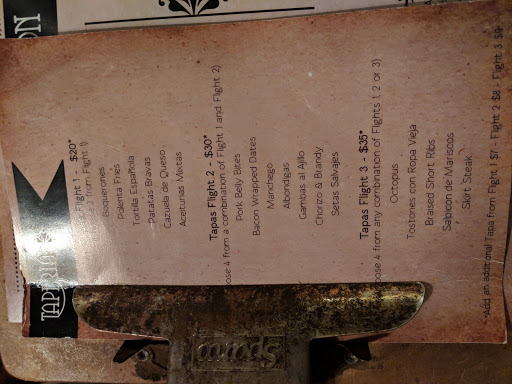 TAPERIA
Flight 1 - $20*
from Flight 1)
Boquerones
Polenta Fries
Tortilla Española
Patatas Bravas
Cazuela de Queso
Aceitunas Mixtas
Tapas Flight 2 - $30*
oose 4 from a combination of Flight 1 and Flight 2)
Pork Belly Bites
Bacon Wrapped Dates
Manchego
Albondigas
Gambas al Ajillo
Chorizo & Brandy
Setas Salvajes
Tapas Flight 3 - $35*
oose 4 from any combination of Flights 1, 2 or 3)
Octopus
Tostones con Ropa Vieja
Braised Short Ribs
Salpicon de Mariscos
Skirt Steak
*Add an additional Tapa from Flight 1 $7 - Flight 2 $8 - Flight 3 $9
ON